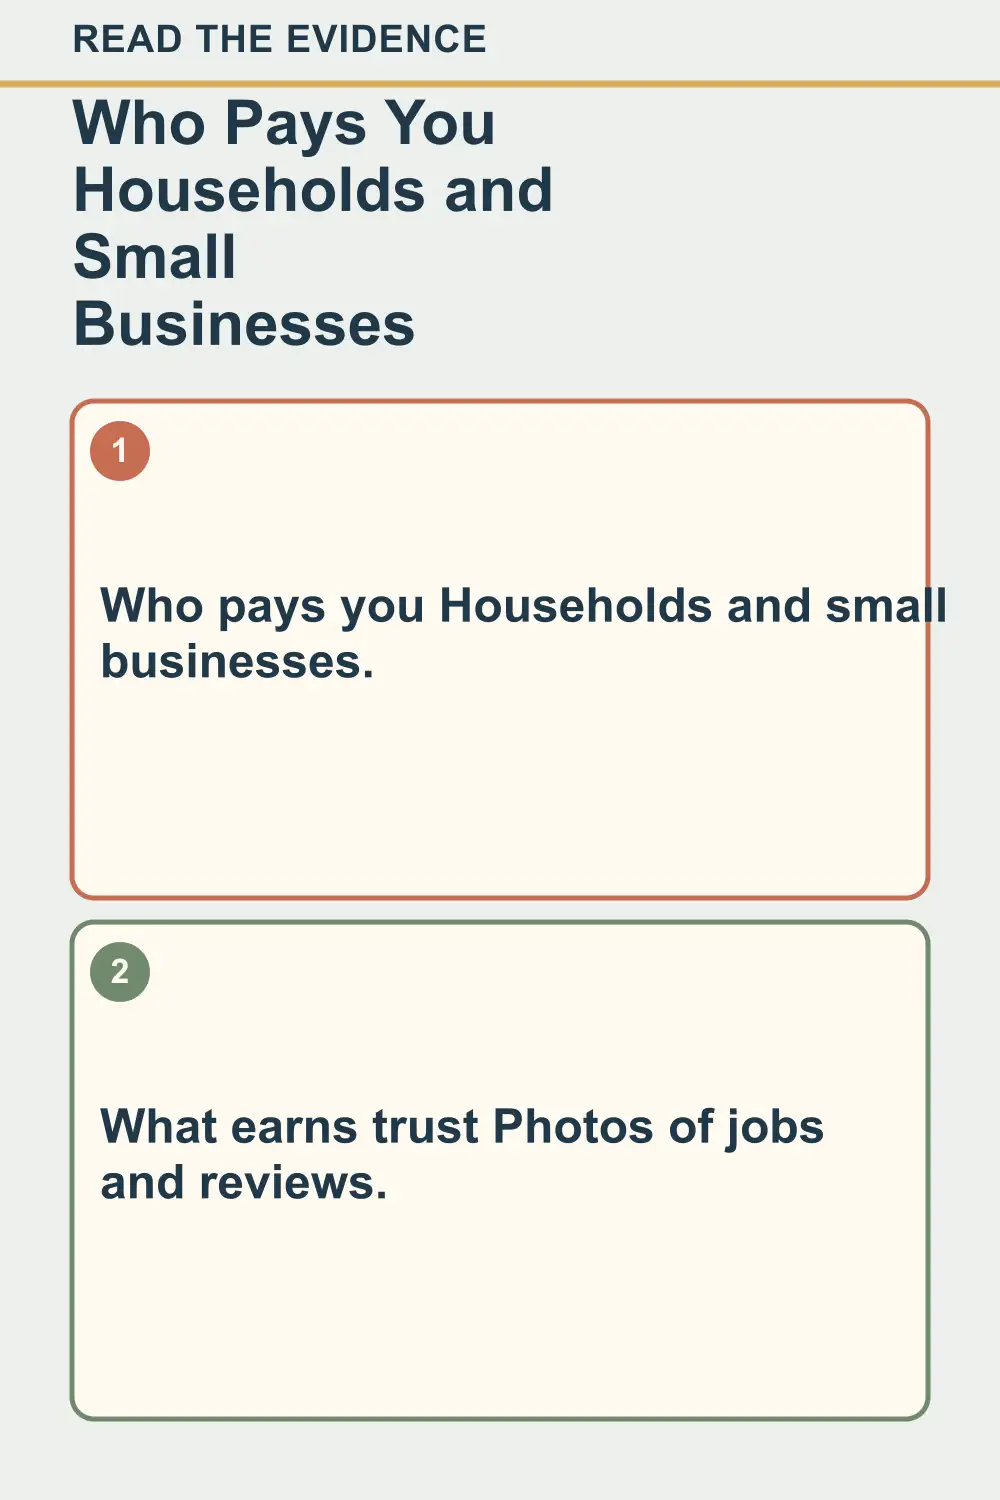 READ THE EVIDENCE
Who Pays You
Households and
Small
Businesses
1
Who pays you Households and small
businesses.
2
What earns trust Photos of jobs
and reviews.